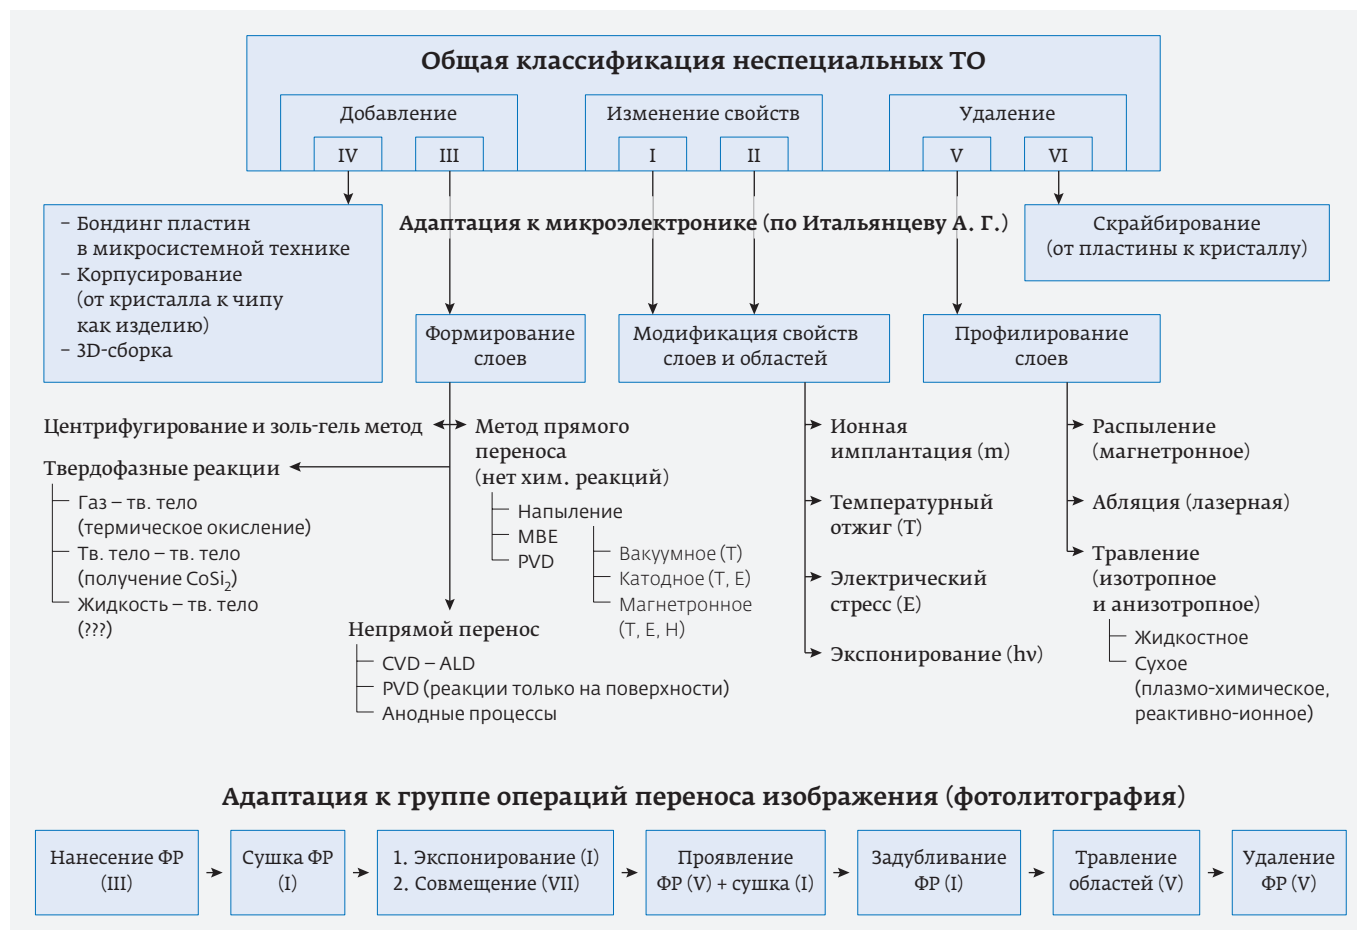 Общая классификация неспециальных ТО
Добавление
IV
III
Изменение свойств
I
II
Удаление
V
VI
Адаптация к микроэлектронике (по Итальянцеву А. Г.)
– Бондинг пластин
в микросистемной технике
– Корпусирование
(от кристалла к чипу
как изделию)
– 3D-сборка
Скрайбирование
(от пластины к кристаллу)
Формирование
слоев
Модификация свойств
слоев и областей
Профилирование
слоев
Центрифугирование и золь-гель метод
Твердофазные реакции
Газ – тв. тело
(термическое окисление)
Тв. тело – тв. тело
(получение CoSi2)
Жидкость – тв. тело
(???)
Метод прямого
переноса
(нет хим. реакций)
Напыление
MBE
PVD
Вакуумное (T)
Катодное (T, E)
Магнетронное
(T, E, H)
Непрямой перенос
CVD – ALD
PVD (реакции только на поверхности)
Анодные процессы
Ионная
имплантация (m)
Температурный
отжиг (T)
Электрический
стресс (E)
Экспонирование (hν)
Распыление
(магнетронное)
Абляция (лазерная)
Травление
(изотропное
и анизотропное)
Жидкостное
Сухое
(плазмо-химическое,
реактивно-ионное)
Адаптация к группе операций переноса изображения (фотолитография)
Нанесение ФР
(III)
Сушка ФР
(I)
1. Экспонирование (I)
2. Совмещение (VII)
Проявление
ФР (V) + сушка (I)
Задубливание
ФР (I)
Травление
областей (V)
Удаление
ФР (V)